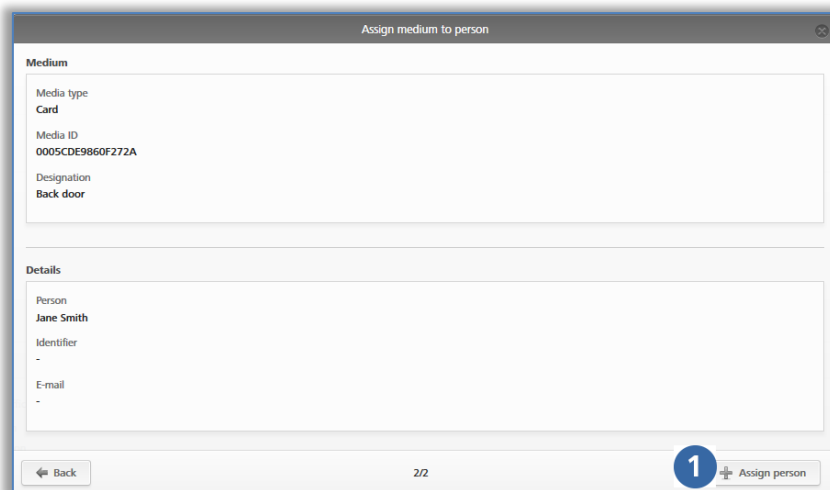 Assign medium to person
Medium
Media type
Card
Media ID
0005CDE9860F272A
Designation
Back door
Details
Person
Jane Smith
Identifier
-
E-mail
-
Back
2/2
1
Assign person